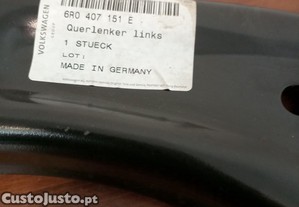 VOLKSWAGEN
6R0 407 151 E
Querlenker links
1 STUECK
LOT:
MADE IN GERMANY
CustoJusto.pt